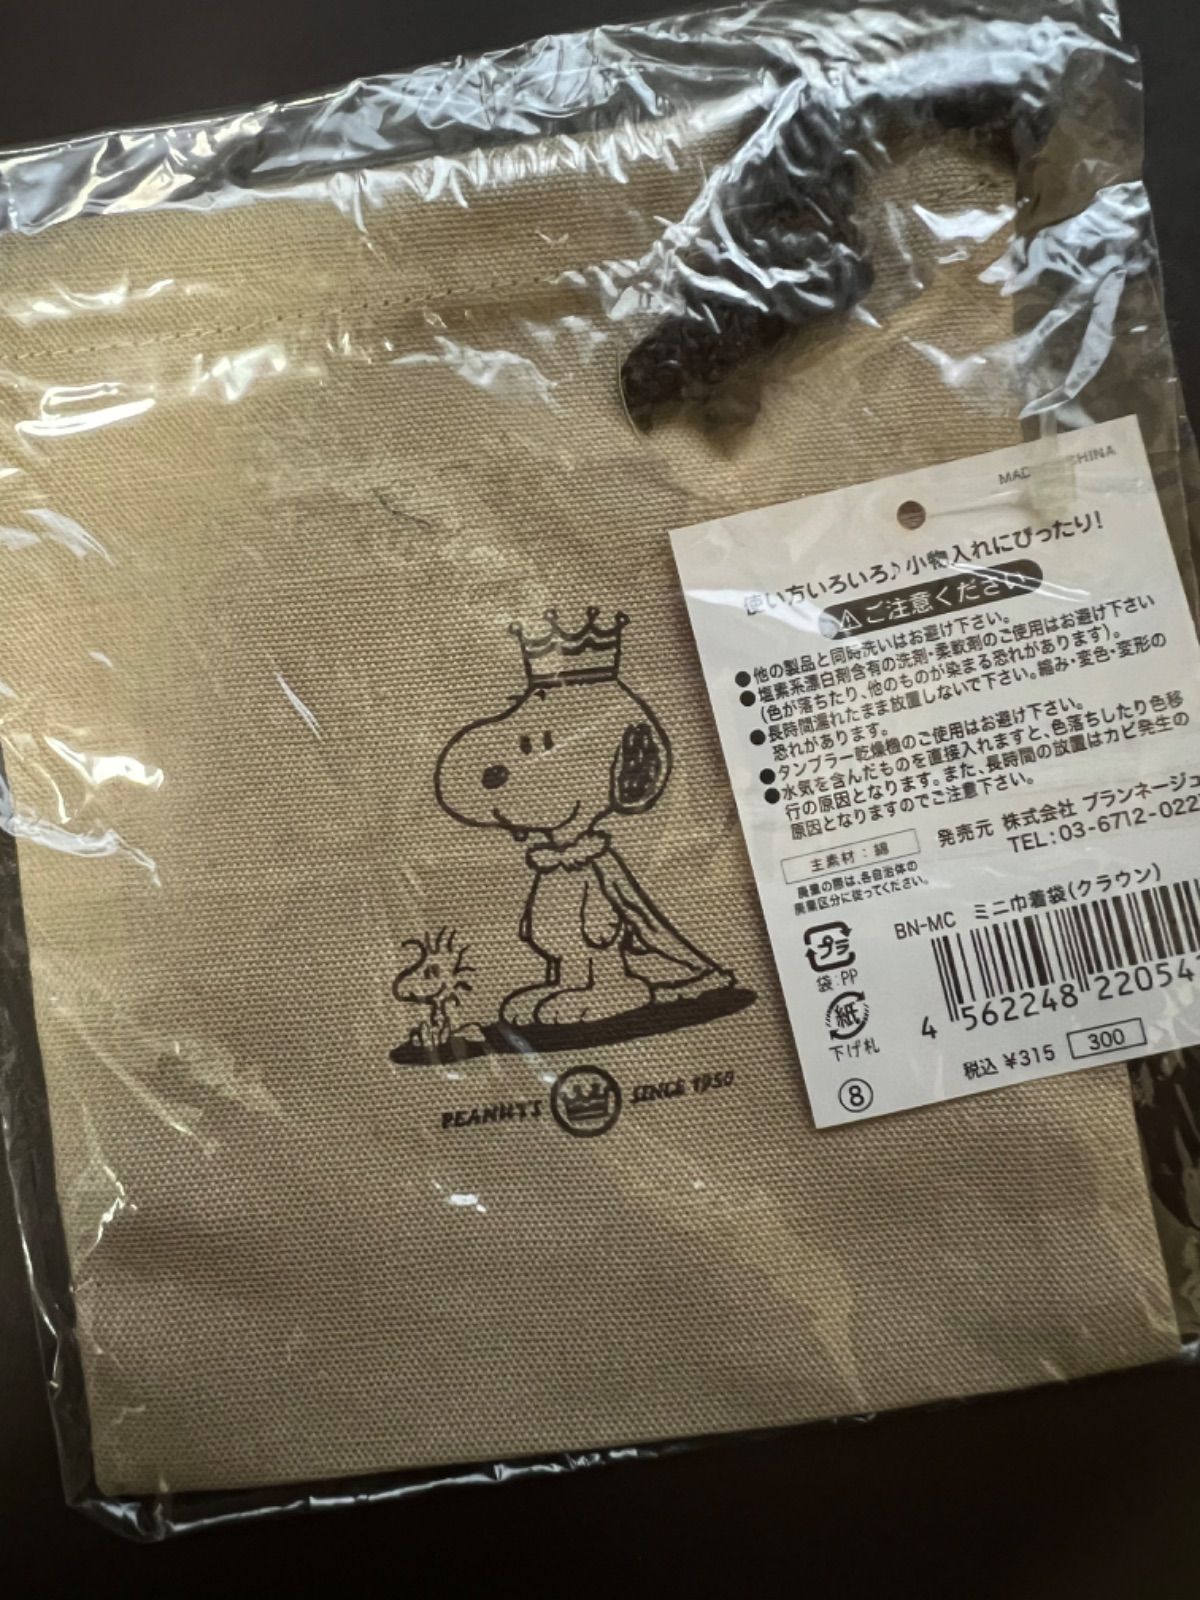 MADE CHINA
使い方いろいろ♪小物入れにぴったり!
⚠ご注意ください
●他の製品と同時洗いはお避け下さい。
●塩素系漂白剤含有の洗剤・柔軟剤のご使用はお避け下さい
(色が落ちたり、他のものが染まる恐れがあります)。
●長時間濡れたまま放置しないで下さい。縮み・変色・変形の
恐れがあります。
●タンブラー乾燥機のご使用はお避け下さい。
●水気を含んだものを直接入れますと、色落ちしたり色移
行の原因となります。また、長時間の放置はカビ発生の
原因となりますのでご注意下さい。
主素材:綿
発売元 株式会社 プランネージュ
TEL:03-6712-022
廃棄の際は、各自治体の
廃棄区分に従ってください。
BN-MC ミニ巾着袋(クラウン)
プラ
袋:PP
紙
下げ札
4 562248 22054
税込 ¥315 300
⑧
PEANUTS SINCE 1950